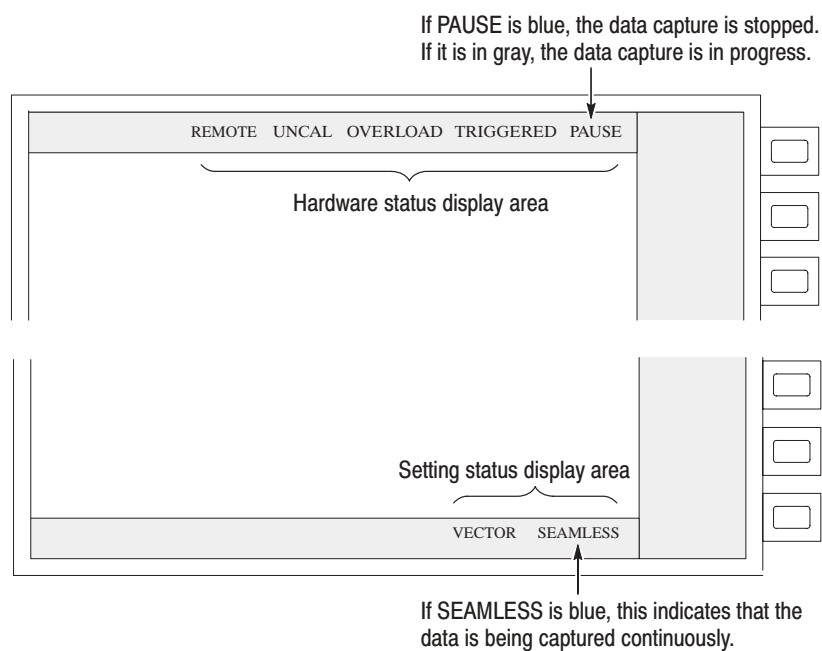 If PAUSE is blue, the data capture is stopped.
If it is in gray, the data capture is in progress.
REMOTE UNCAL OVERLOAD TRIGGERED PAUSE
Hardware status display area
Setting status display area
VECTOR SEAMLESS
If SEAMLESS is blue, this indicates that the
data is being captured continuously.